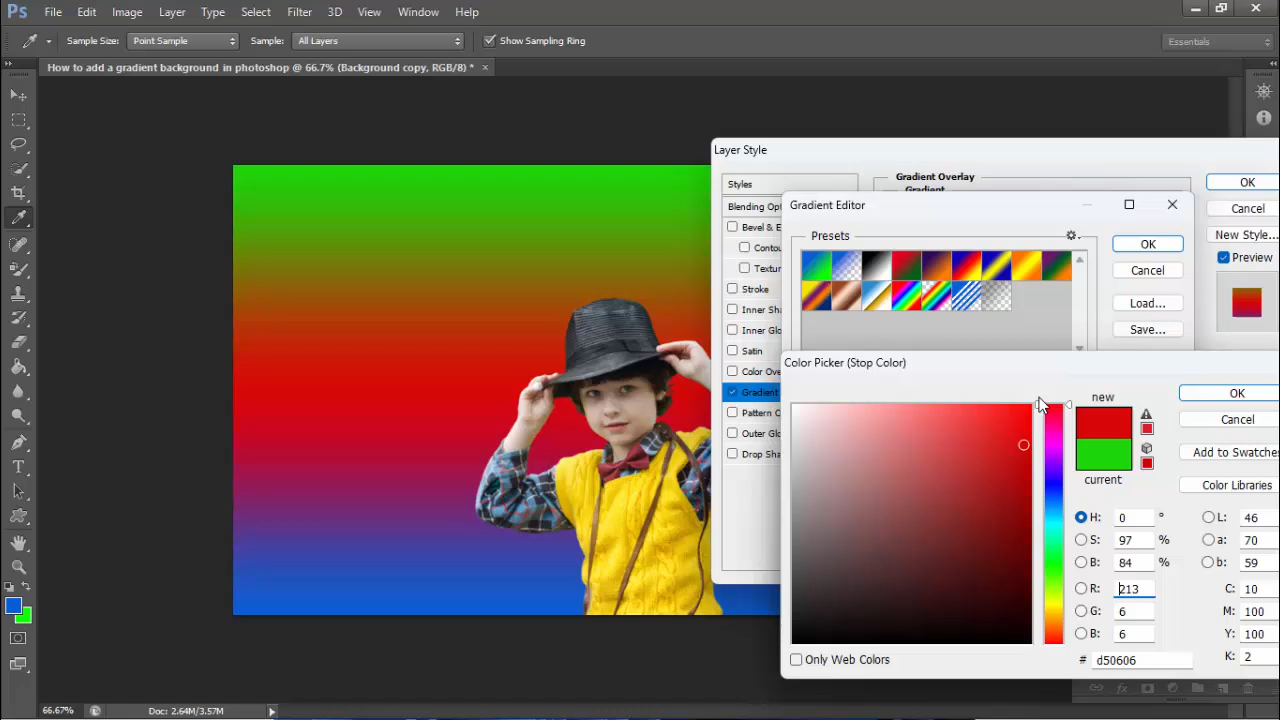 Ps File Edit Image Layer Type Select Filter 3D View Window Help
Sample Size: Point Sample Sample: All Layers Show Sampling Ring Essentials
How to add a gradient background in photoshop @ 66.7% (Background copy, RGB/8) * ×
Layer Style
Styles
Blending Opt
Bevel & E
Contou
Textur
Stroke
Inner Sha
Inner Glo
Satin
Color Ove
Gradient
Pattern O
Outer Glo
Drop Sha
Gradient Overlay
Gradient
OK
Cancel
New Style...
Preview
Gradient Editor
Presets
OK
Cancel
Load...
Save...
Color Picker (Stop Color)
new
current
OK
Cancel
Add to Swatches
Color Libraries
H: 0 °
S: 97 %
B: 84 %
R: 213
G: 6
B: 6
# d50606
L: 46
a: 70
b: 59
C: 10
M: 100
Y: 100
K: 2
Only Web Colors
66.67% Doc: 2.64M/3.57M